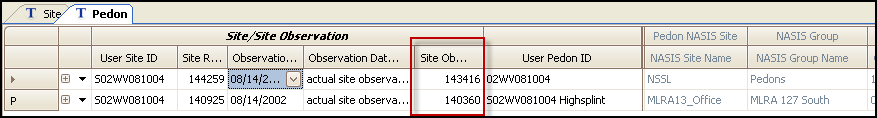 T Site T Pedon
Site/Site Observation Pedon NASIS Site NASIS Group
User Site ID Site R... Observatio... Observation Dat... Site Ob... User Pedon ID NASIS Site Name NASIS Group Name
S02WV081004 144259 08/14/2... actual site observa... 143416 02WV081004 NSSL Pedons
P S02WV081004 140925 08/14/2002 actual site observa... 140360 S02WV081004 Highsplint MLRA13_Office MLRA 127 South